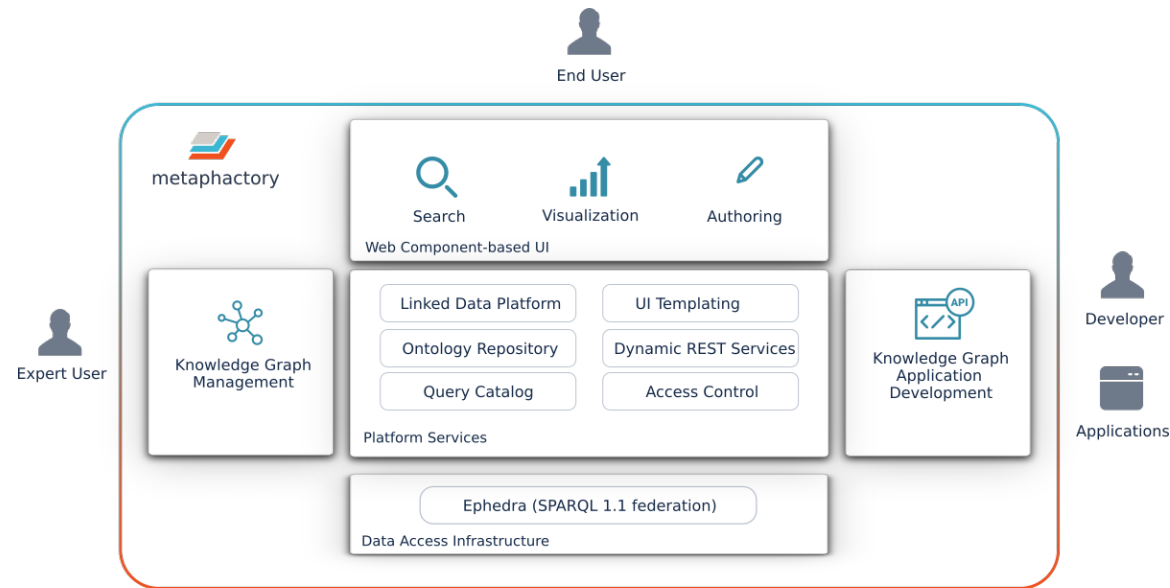 End User
metaphactory
Search
Visualization
Authoring
Web Component-based UI
Expert User
Knowledge Graph
Management
Linked Data Platform
UI Templating
Ontology Repository
Dynamic REST Services
Query Catalog
Access Control
Platform Services
API
Knowledge Graph
Application
Development
Developer
Applications
Ephedra (SPARQL 1.1 federation)
Data Access Infrastructure